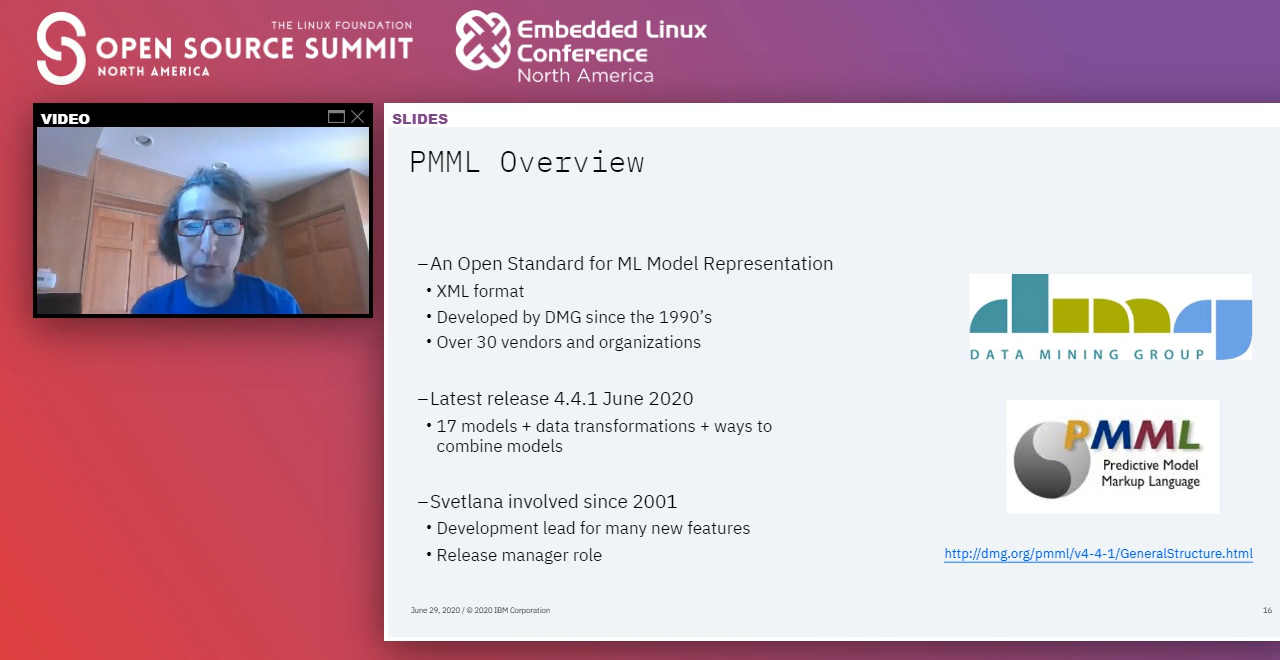 THE LINUX FOUNDATION
OPEN SOURCE SUMMIT
NORTH AMERICA
Embedded Linux
Conference
North America
VIDEO
SLIDES
PMML Overview
–An Open Standard for ML Model Representation
• XML format
• Developed by DMG since the 1990’s
• Over 30 vendors and organizations
–Latest release 4.4.1 June 2020
• 17 models + data transformations + ways to
combine models
–Svetlana involved since 2001
• Development lead for many new features
• Release manager role
dmg
DATA MINING GROUP
PMML
Predictive Model
Markup Language
http://dmg.org/pmml/v4-4-1/GeneralStructure.html
June 29, 2020 / © 2020 IBM Corporation
16